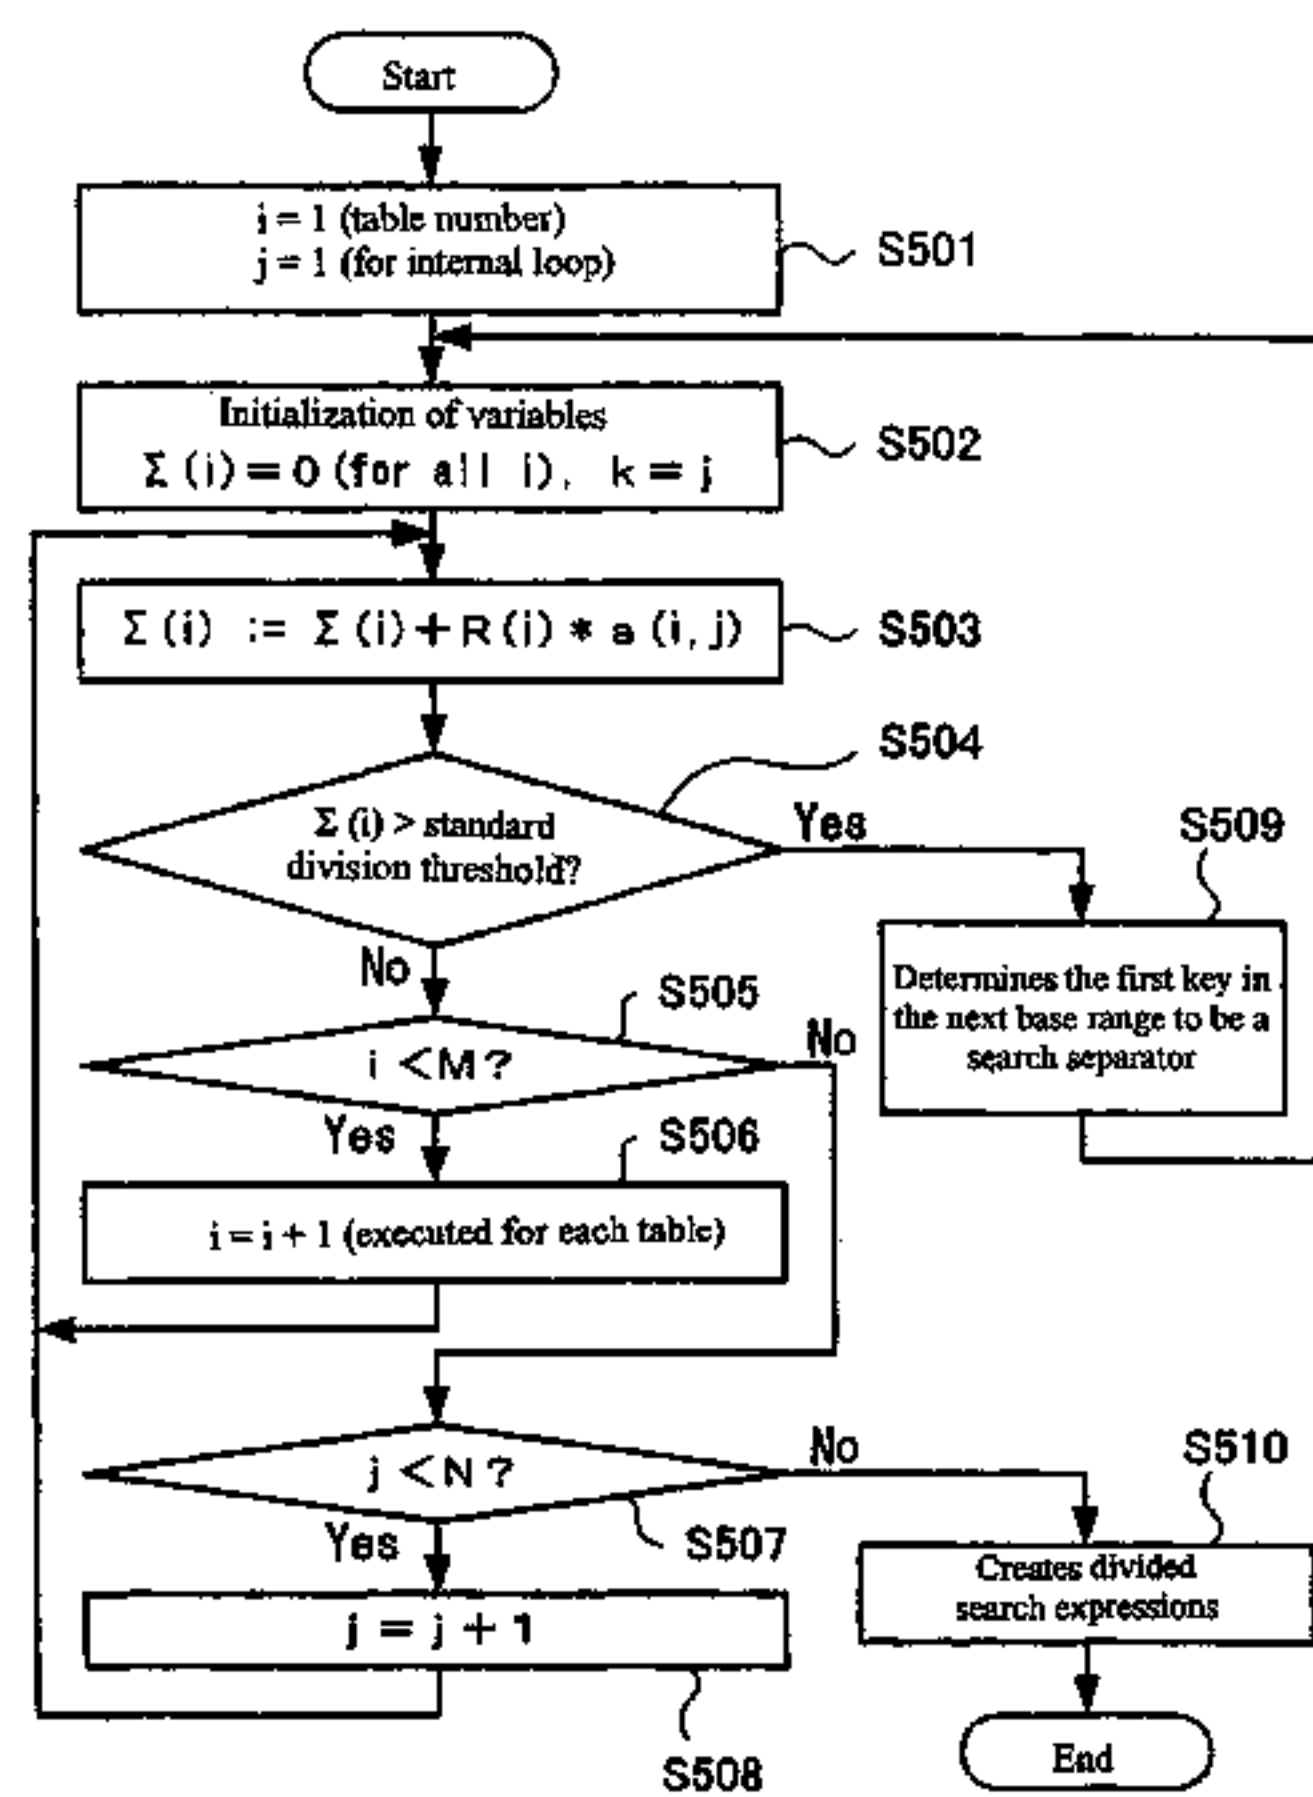 Start
i = 1 (table number)
j = 1 (for internal loop)
S501
Initialization of variables
Σ (i) = 0 (for all i), k = j
S502
Σ (i) := Σ (i) + R (i) * a (i, j)
S503
S504
Σ (i) > standard
division threshold?
Yes
S509
Determines the first key in
the next base range to be a
search separator
No
S505
i < M ?
No
Yes
S506
i = i + 1 (executed for each table)
j < N ?
No
S510
Yes
S507
Creates divided
search expressions
j = j + 1
S508
End